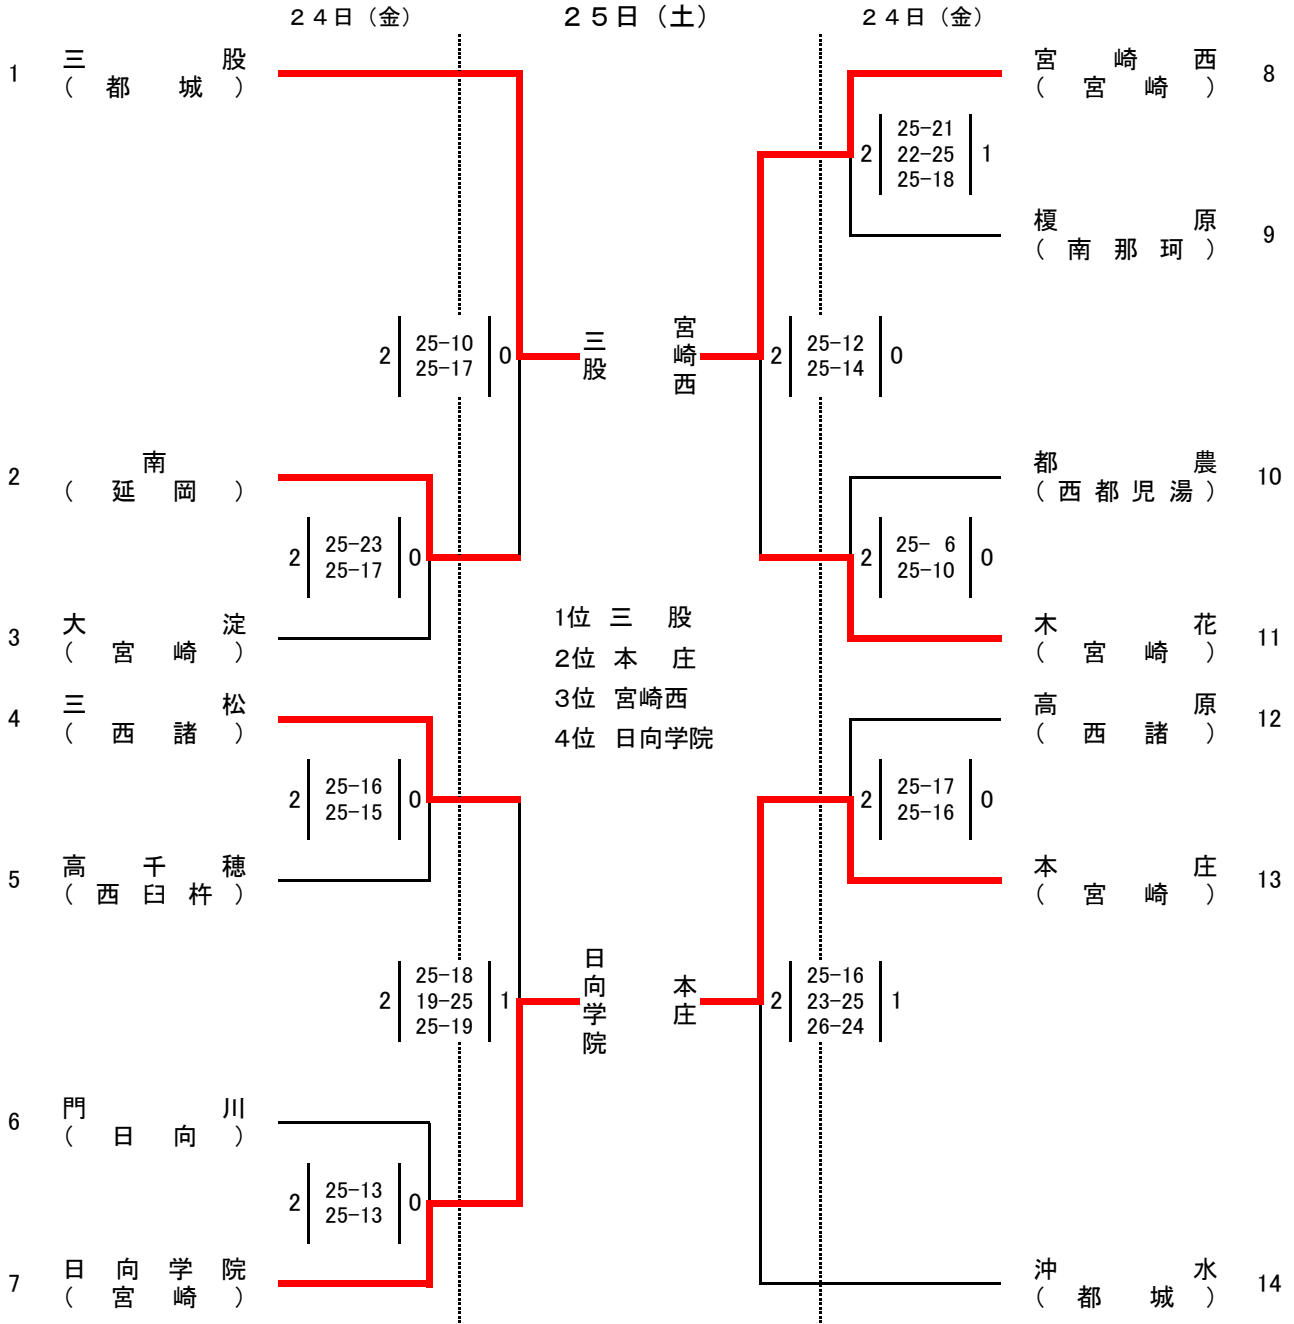 ２４日（金）
２５日（土）
２４日（金）
1 三股
（都城）
2 南
（延岡）
3 大淀
（宮崎）
4 三松
（西諸）
5 高千穂
（西臼杵）
6 門川
（日向）
7 日向学院
（宮崎）
2 25-10 0
25-17
2 25-23 0
25-17
2 25-16 0
25-15
2 25-18 1
19-25
25-19
2 25-13 0
25-13
三股
日向学院
1位 三股
2位 本庄
3位 宮崎西
4位 日向学院
宮崎西
本庄
2 25-21 1
22-25
25-18
2 25-12 0
25-14
2 25- 6 0
25-10
2 25-17 0
25-16
2 25-16 1
23-25
26-24
宮崎西 8
（宮崎）
榎原 9
（南那珂）
都農 10
（西都児湯）
木花 11
（宮崎）
高原 12
（西諸）
本庄 13
（宮崎）
沖水 14
（都城）